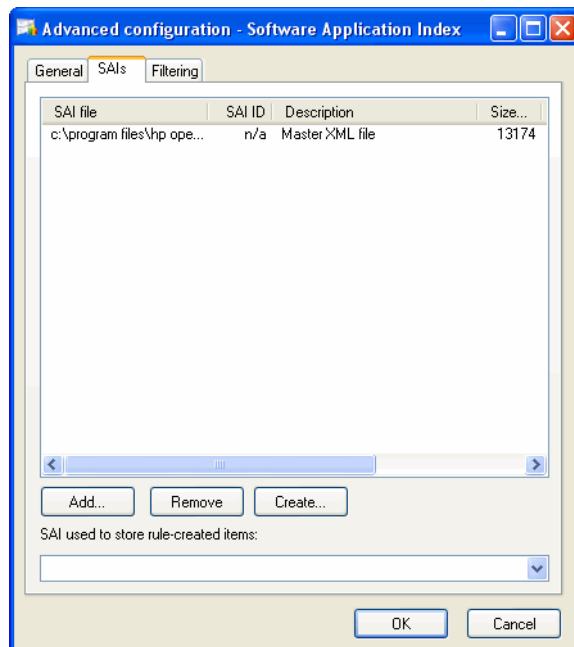 Advanced configuration - Software Application Index
General SAIs Filtering
SAI file SAI ID Description Size...
c:\program files\hp ope... n/a Master XML file 13174
Add... Remove Create...
SAI used to store rule-created items:
OK Cancel